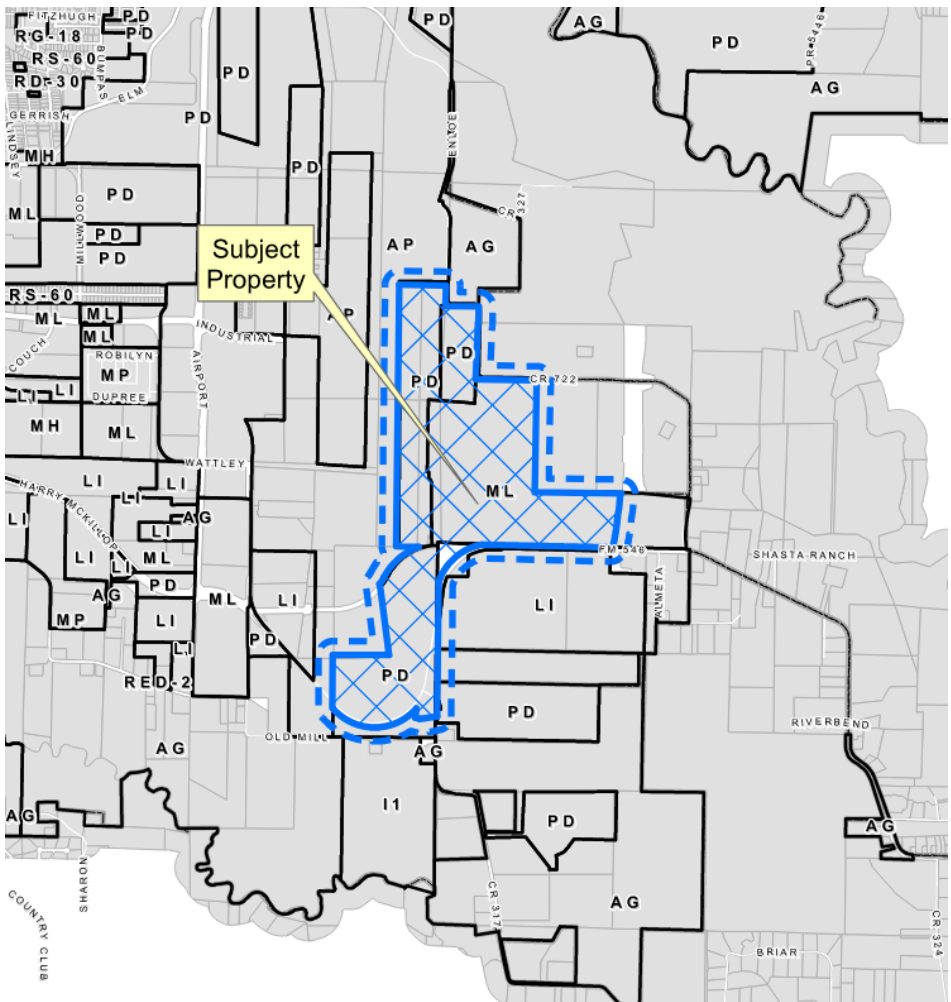 FITZHUGH
PD
PD
AG
RG-18
BUMPAS
PD
PD
PR 5446
RS-60
PD
RD-30
ELM
AG
GERRISH
PD
LINDSEY
ENLOE
MH
PD
PD
ML
MILLWOOD
CR 327
PD
PD
AP
AG
Subject
Property
RS-60
ML
ML
AP
INDUSTRIAL
ML
COUCH
ROBILYN
AIRPORT
PD
MP
PD
CR 722
LI
LI
DUPREE
MH
ML
WATTLEY
LI
LI
LI
ML
HARRY MCKILLOP
LI
AG
LI
FM 546
SHASTA RANCH
LI
ML
LI
PD
ALMETA
AG
ML
LI
LI
MP
LI
PD
LI
PD
RED-2
PD
RIVERBEND
OLD MILL
AG
AG
I1
AG
PD
AG
SHARON
CR 317
AG
COUNTRY CLUB
CR 324
BRIAR